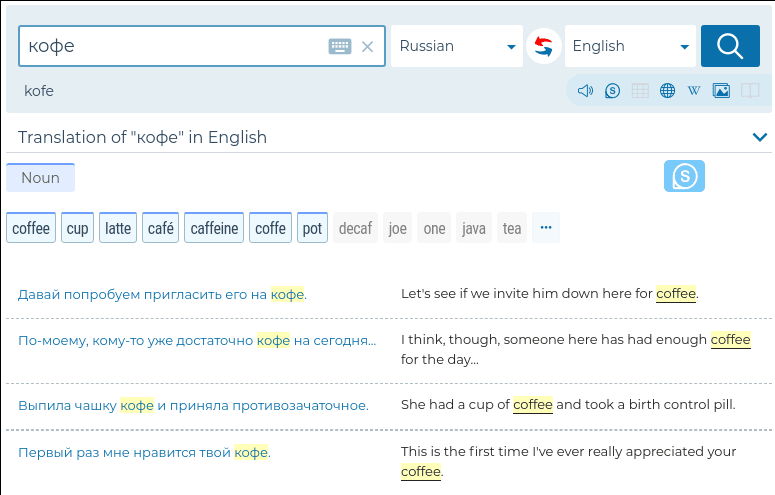 кофе
Russian
English
kofe
W
Translation of "кофе" in English
Noun
S
coffee cup latte café caffeine coffe pot decaf joe one java tea ...
Давай попробуем пригласить его на кофе.
Let's see if we invite him down here for coffee.
По-моему, кому-то уже достаточно кофе на сегодня...
I think, though, someone here has had enough coffee
for the day...
Выпила чашку кофе и приняла противозачаточное.
She had a cup of coffee and took a birth control pill.
Первый раз мне нравится твой кофе.
This is the first time I've ever really appreciated your
coffee.